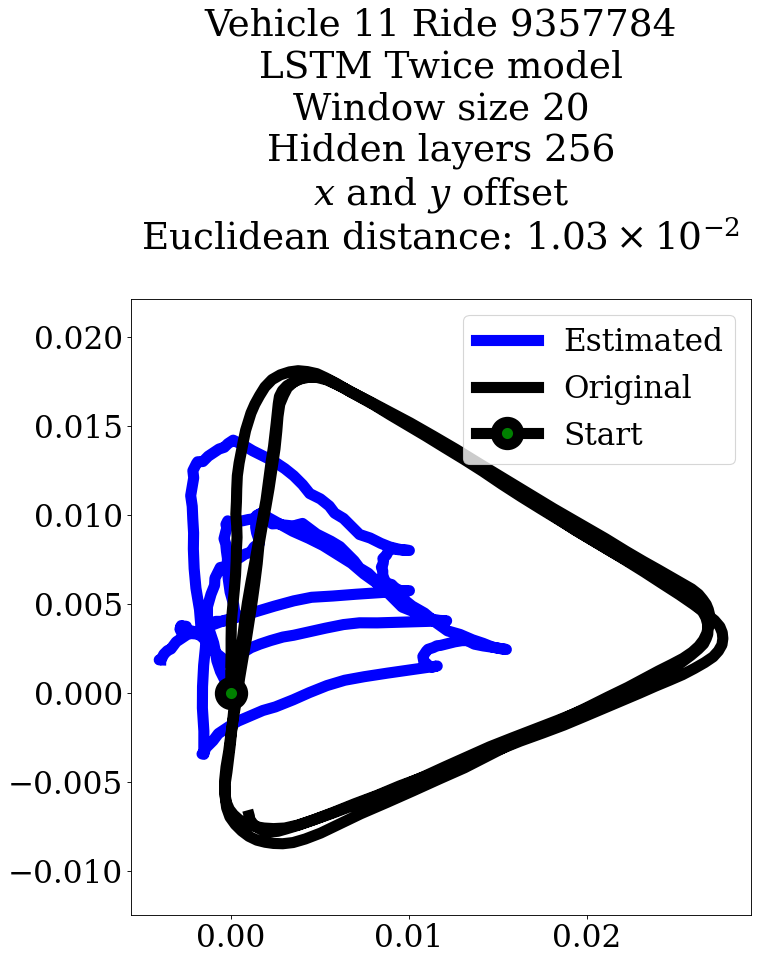 Vehicle 11 Ride 9357784
LSTM Twice model
Window size 20
Hidden layers 256
x and y offset
Euclidean distance: 1.03 × 10⁻²
Estimated
Original
Start
0.020
0.015
0.010
0.005
0.000
−0.005
−0.010
0.00 0.01 0.02